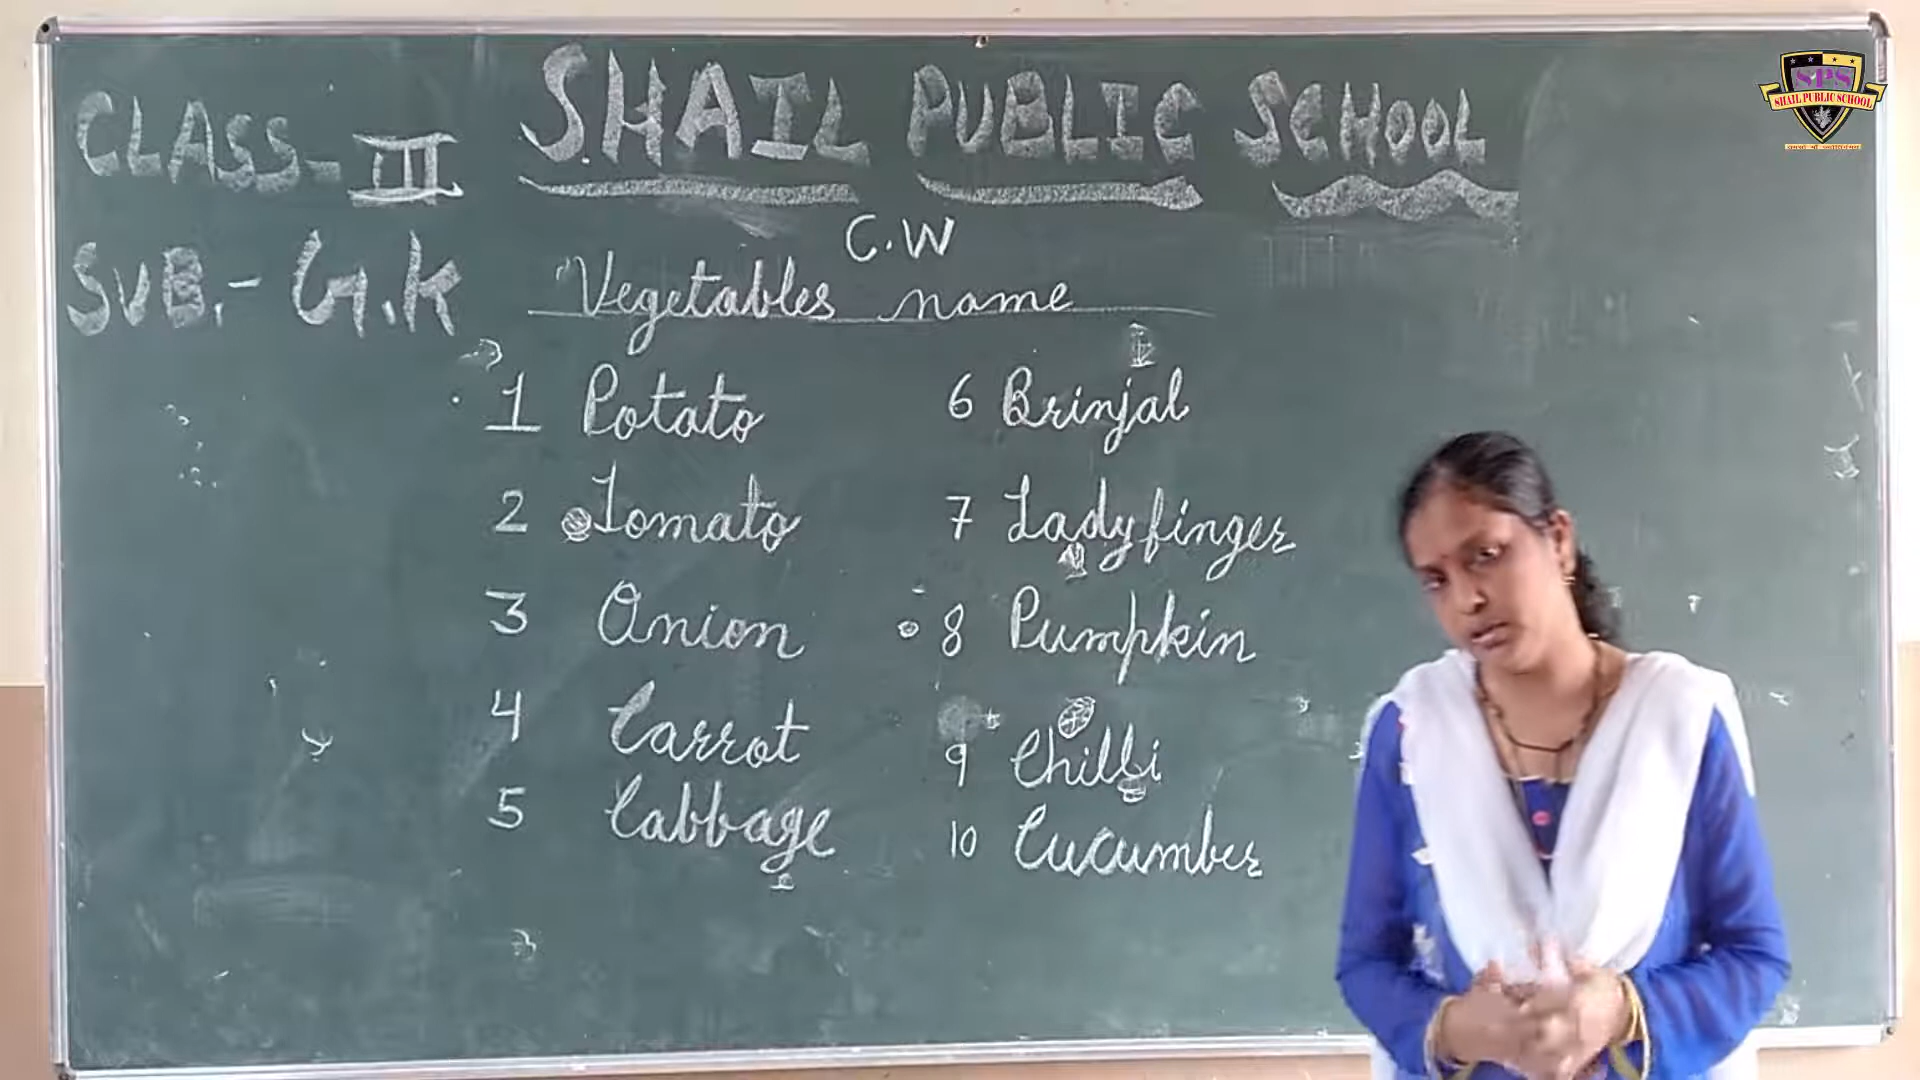 CLASS- III
SUB.- G.K
SHAIL PUBLIC SCHOOL
C.W
Vegetables name
1 Potato
2 Tomato
3 Onion
4 Carrot
5 Cabbage
6 Brinjal
7 Ladyfinger
8 Pumpkin
9 Chilli
10 Cucumber
SPS
SHAIL PUBLIC SCHOOL